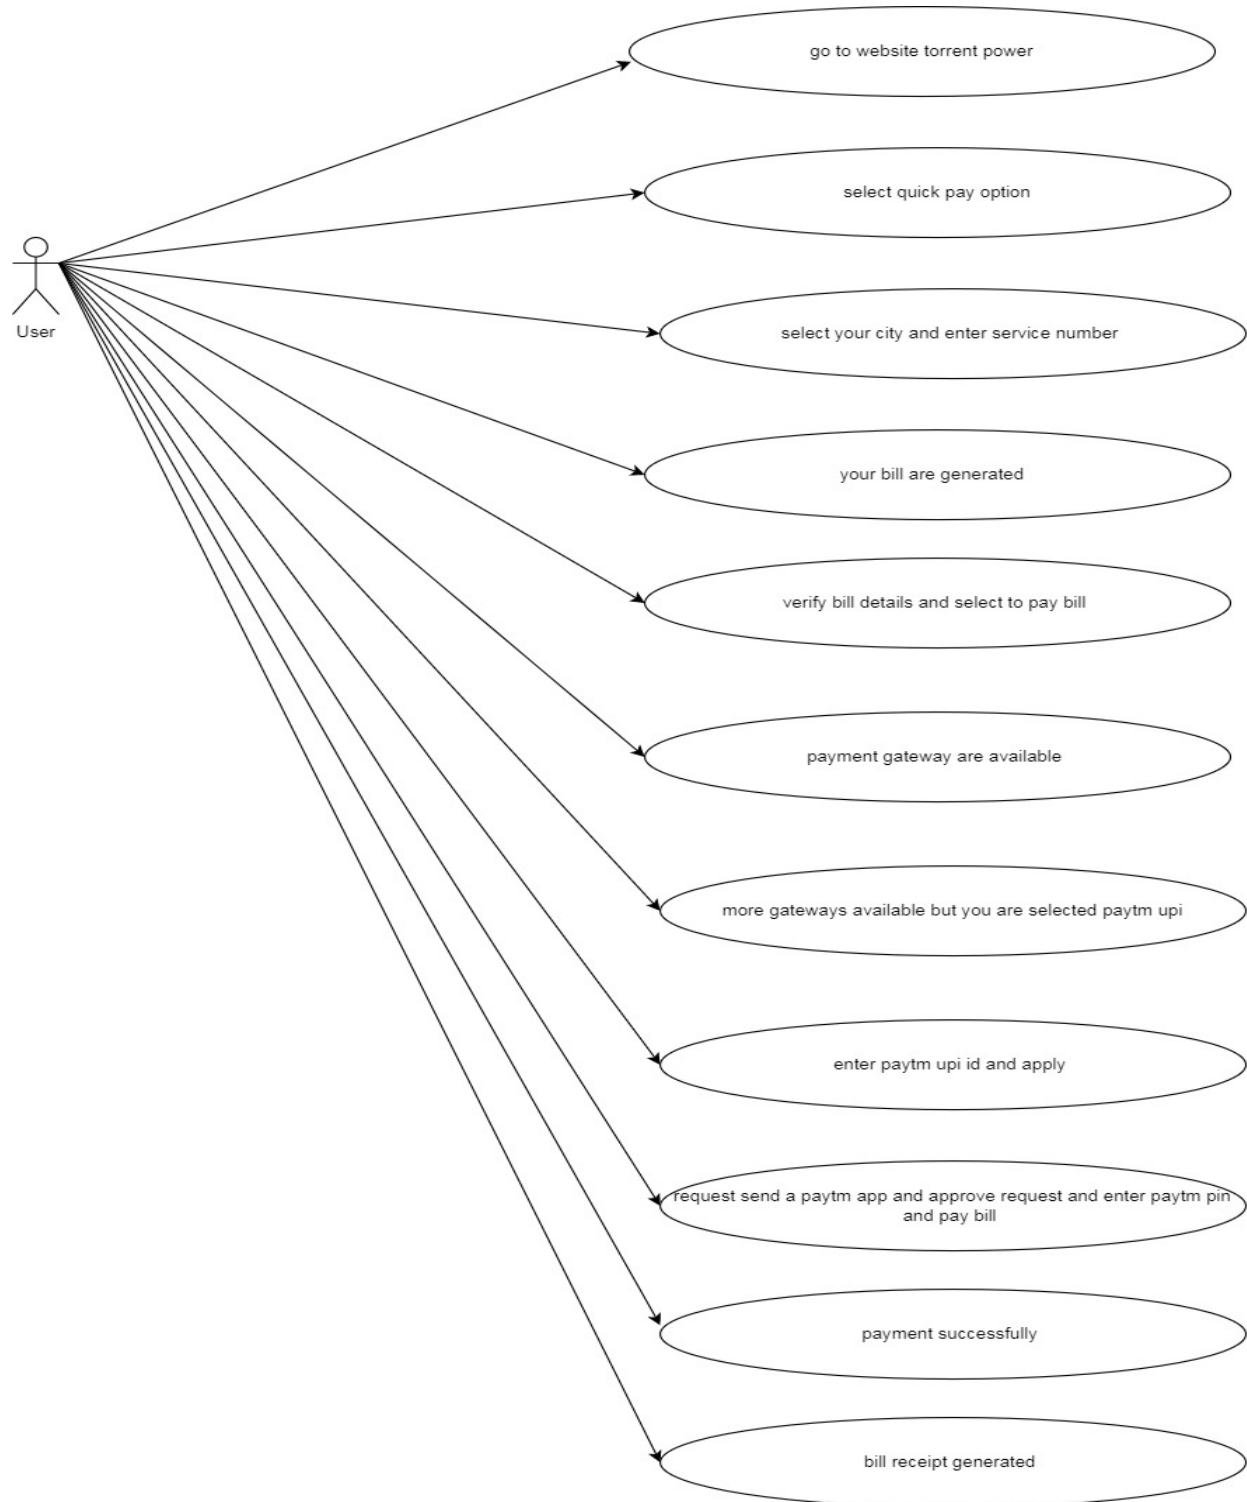 go to website torrent power
select quick pay option
User
select your city and enter service number
your bill are generated
verify bill details and select to pay bill
payment gateway are available
more gateways available but you are selected paytm upi
enter paytm upi id and apply
request send a paytm app and approve request and enter paytm pin
and pay bill
payment successfully
bill receipt generated